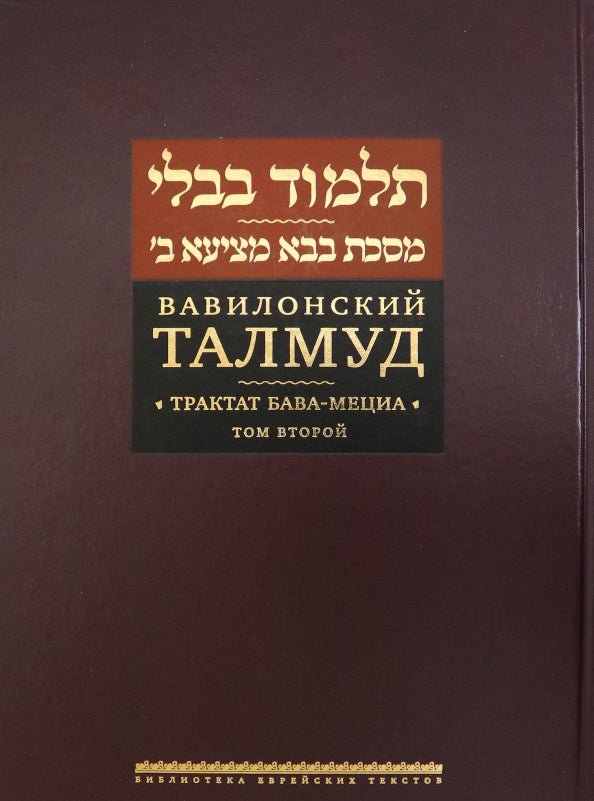 תלמוד בבלי
מסכת בבא מציעא ב'
ВАВИЛОНСКИЙ
ТАЛМУД
ТРАКТАТ БАВА-МЕЦИА
ТОМ ВТОРОЙ
БИБЛИОТЕКА ЕВРЕЙСКИХ ТЕКСТОВ